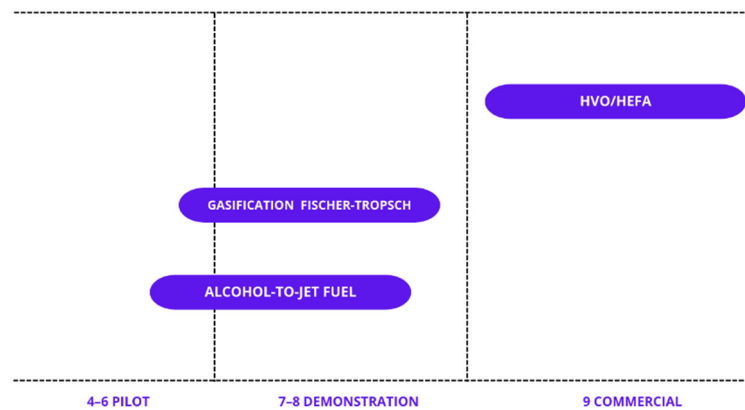 HVO/HEFA
GASIFICATION FISCHER-TROPSCH
ALCOHOL-TO-JET FUEL
4–6 PILOT
7–8 DEMONSTRATION
9 COMMERCIAL